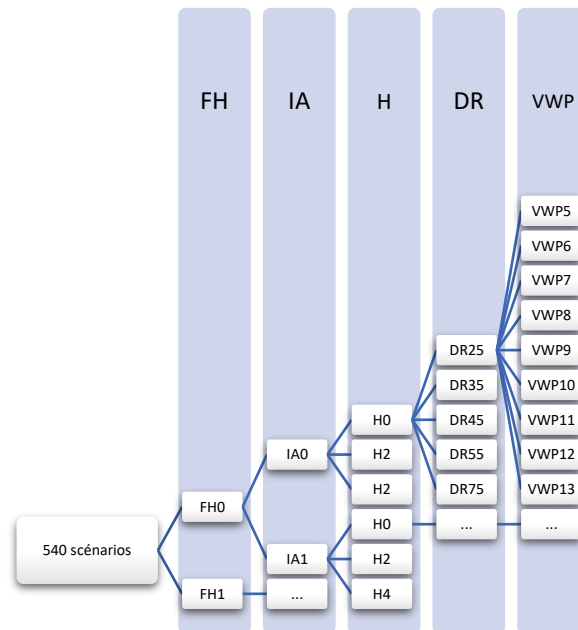 FH
IA
H
DR
VWP
VWP5
VWP6
VWP7
VWP8
DR25
VWP9
DR35
VWP10
H0
DR45
VWP11
IA0
H2
DR55
VWP12
H2
DR75
VWP13
FH0
H0
...
...
540 scénarios
IA1
H2
FH1
...
H4